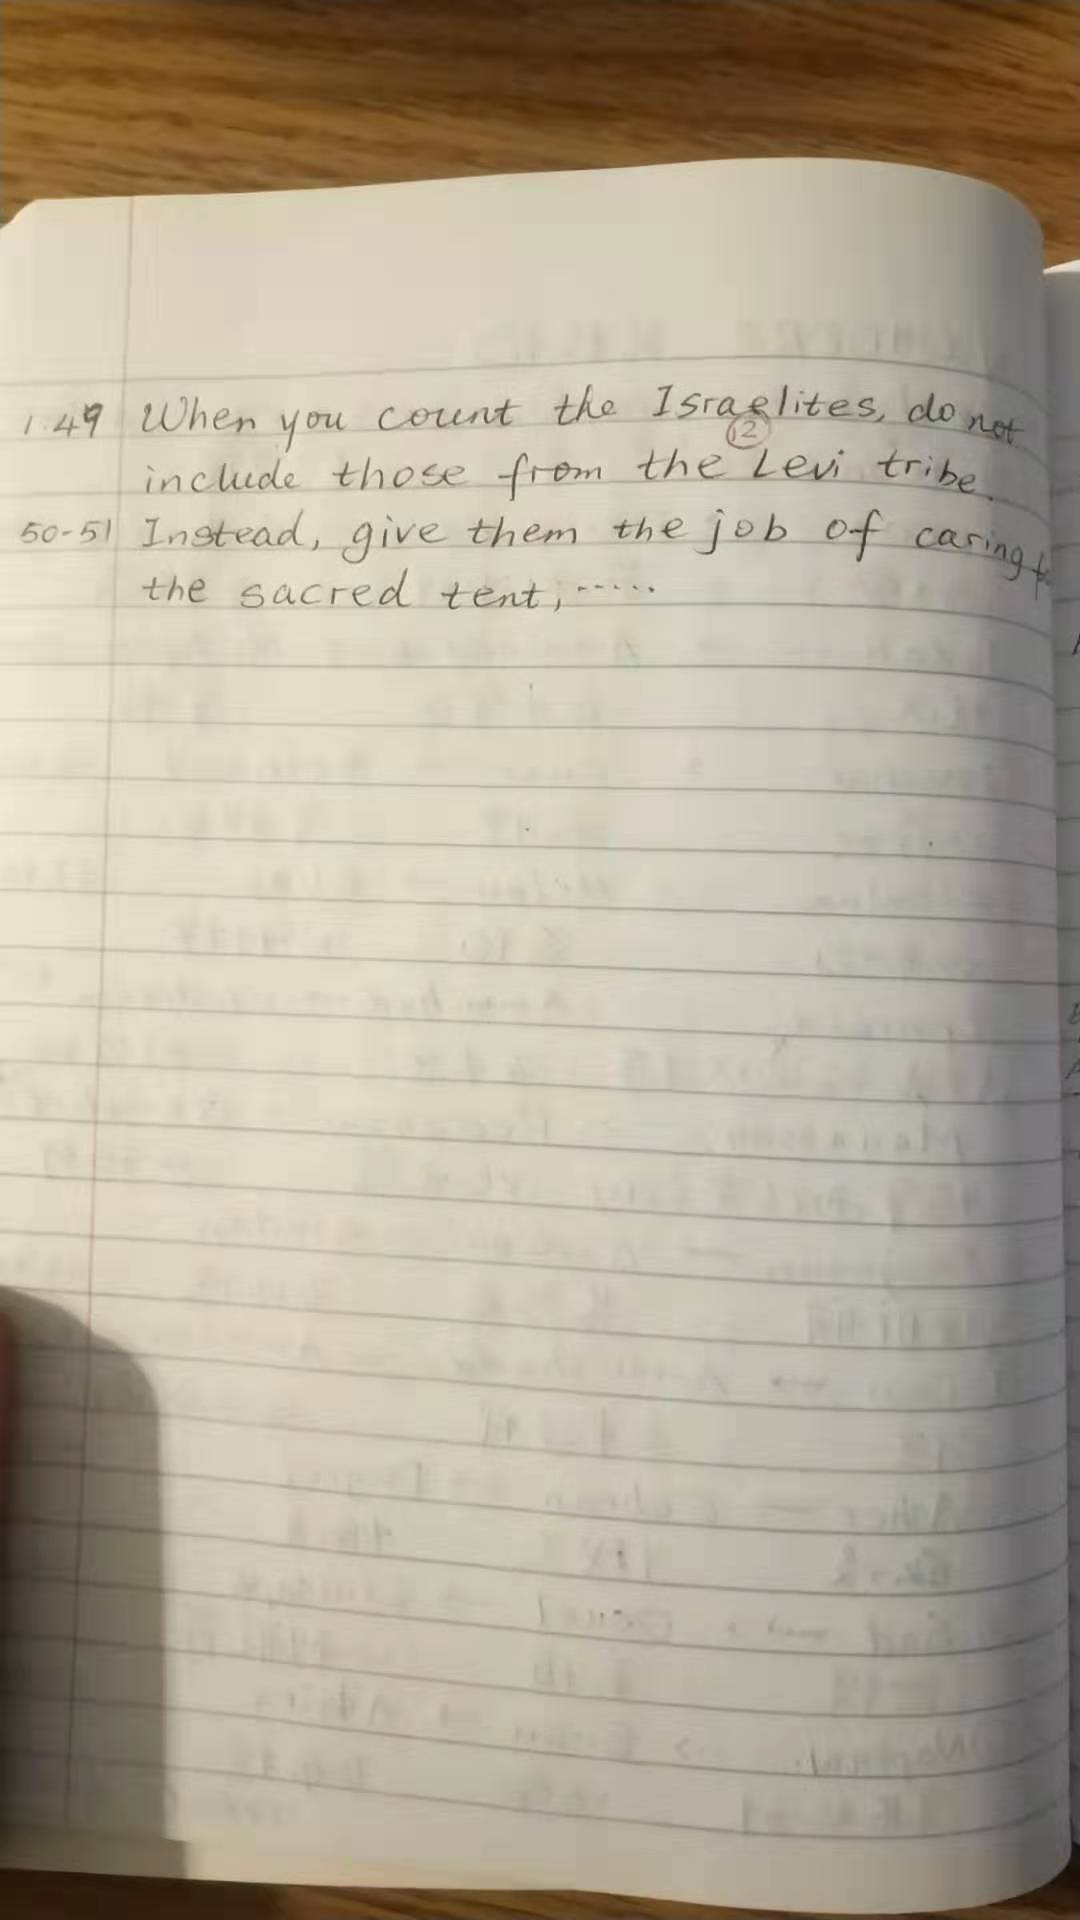 1.49 When you count the Israelites, do not
②
include those from the Levi tribe.
50-51 Instead, give them the job of caring
the sacred tent, ·····